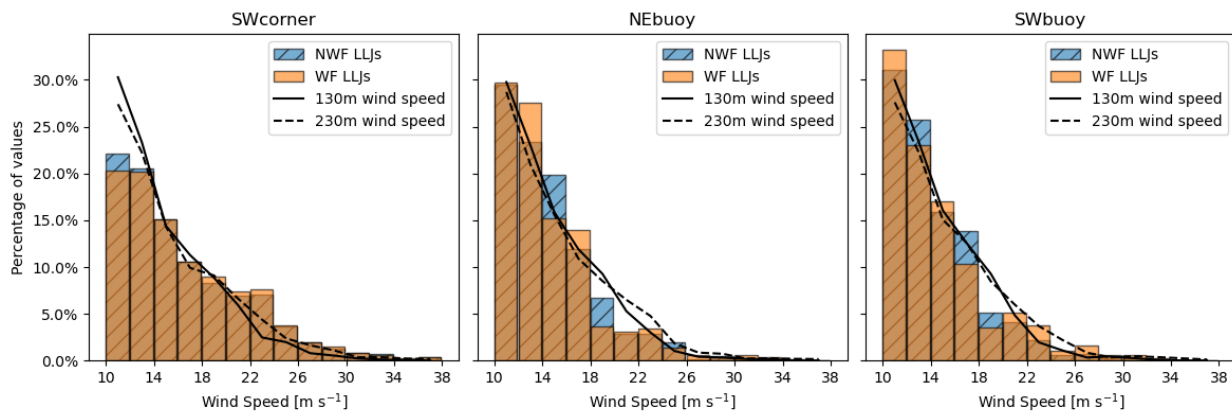 SWcorner
NEbuoy
SWbuoy
Percentage of values
30.0%
25.0%
20.0%
15.0%
10.0%
5.0%
0.0%
NWF LLJs
WF LLJs
130m wind speed
230m wind speed
NWF LLJs
WF LLJs
130m wind speed
230m wind speed
NWF LLJs
WF LLJs
130m wind speed
230m wind speed
10 14 18 22 26 30 34 38
10 14 18 22 26 30 34 38
10 14 18 22 26 30 34 38
Wind Speed [m s⁻¹]
Wind Speed [m s⁻¹]
Wind Speed [m s⁻¹]